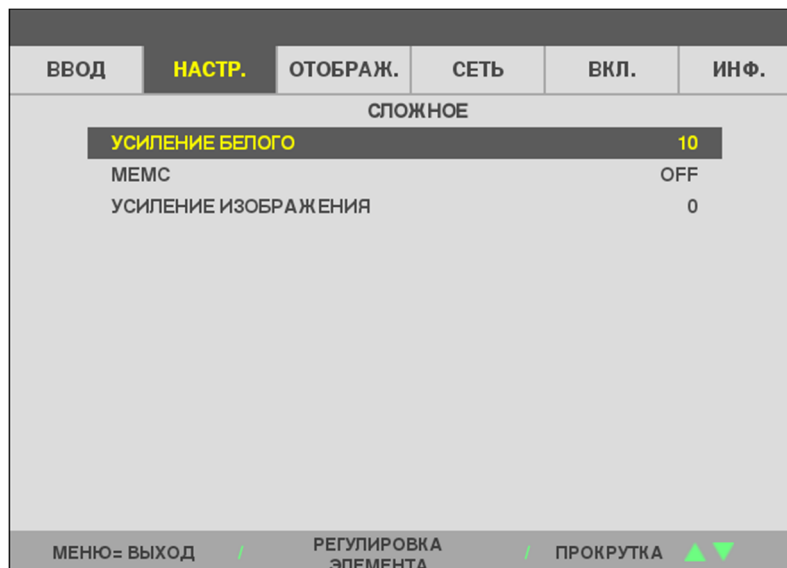 ВВОД НАСТР. ОТОБРАЖ. СЕТЬ ВКЛ. ИНФ.
СЛОЖНОЕ
УСИЛЕНИЕ БЕЛОГО 10
MEMC OFF
УСИЛЕНИЕ ИЗОБРАЖЕНИЯ 0
МЕНЮ= ВЫХОД / РЕГУЛИРОВКА ЭЛЕМЕНТА / ПРОКРУТКА ▲▼